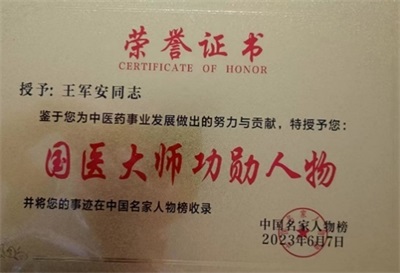 荣誉证书
CERTIFICATE OF HONOR
授予:王军安同志
鉴于您为中医药事业发展做出的努力与贡献,特授予您:
国医大师功勋人物
并将您的事迹在中国名家人物榜收录
中国名家人物榜
2023年6月7日